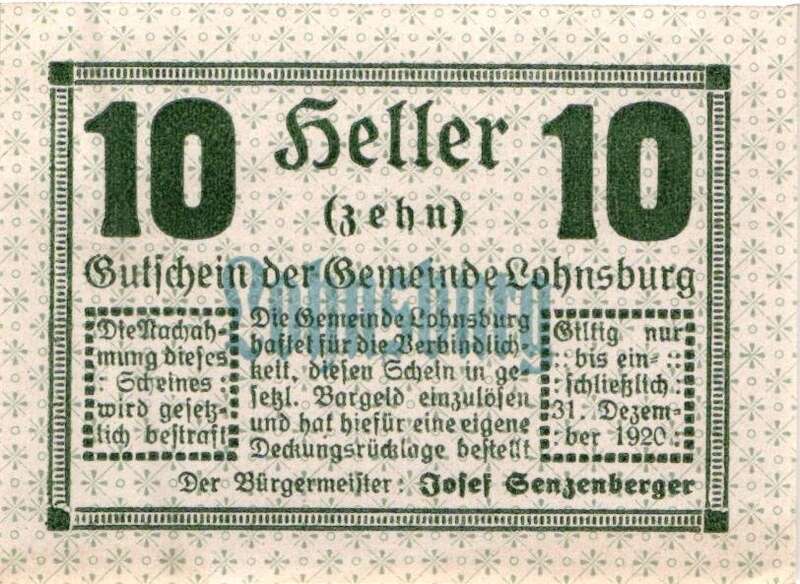 10 Heller 10
(zehn)
Gutschein der Gemeinde Lohnsburg
Lohnsburg
Die Nachah-
mung dieses
: Scheines :
wird gesetz-
lich bestraft
Die Gemeinde Lohnsburg
haftet für die Verbindlich-
keit, diesen Schein in ge-
setzl. Bargeld einzulösen
und hat hiefür eine eigene
Deckungsrücklage bestellt
Giltig nur
:: bis ein- ::
: schließlich :
31. Dezem-
: ber 1920 :
Der Bürgermeister: Josef Senzenberger